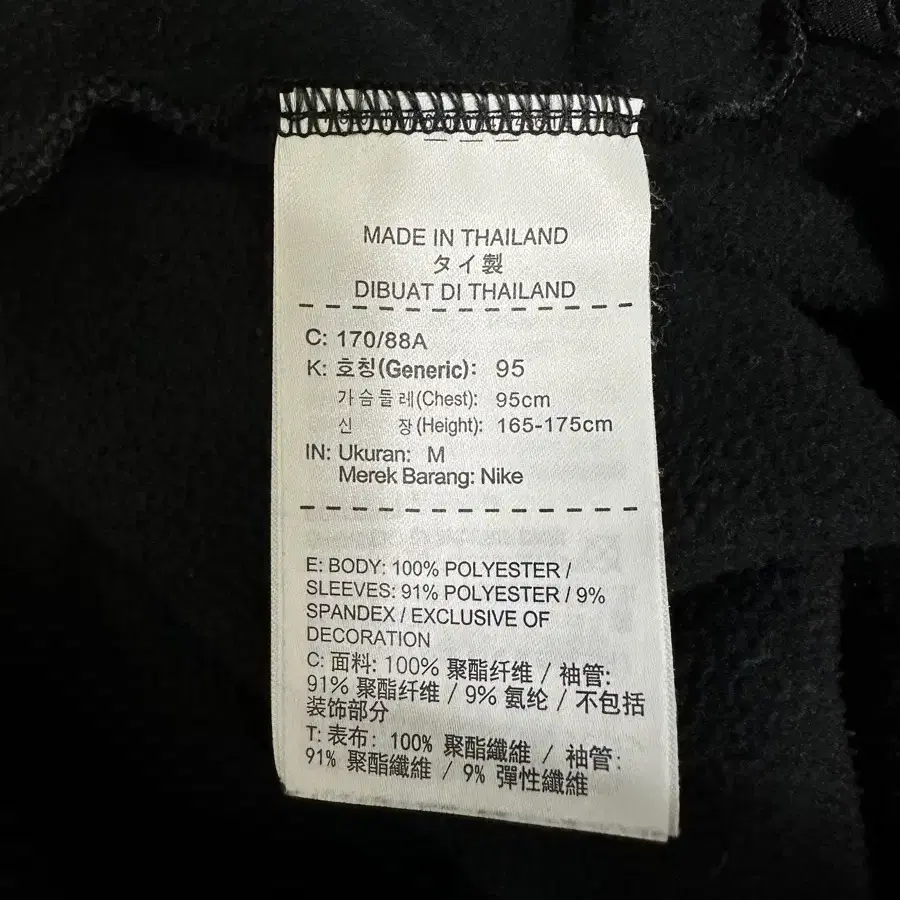 MADE IN THAILAND
タイ製
DIBUAT DI THAILAND
C: 170/88A
K: 호칭(Generic): 95
가슴둘레(Chest): 95cm
신 장(Height): 165-175cm
IN: Ukuran: M
Merek Barang: Nike
E: BODY: 100% POLYESTER /
SLEEVES: 91% POLYESTER / 9%
SPANDEX / EXCLUSIVE OF
DECORATION
C: 面料: 100% 聚酯纤维 / 袖管:
91% 聚酯纤维 / 9% 氨纶 / 不包括
装饰部分
T: 表布: 100% 聚酯纖維 / 袖管:
91% 聚酯纖維 / 9% 彈性纖維